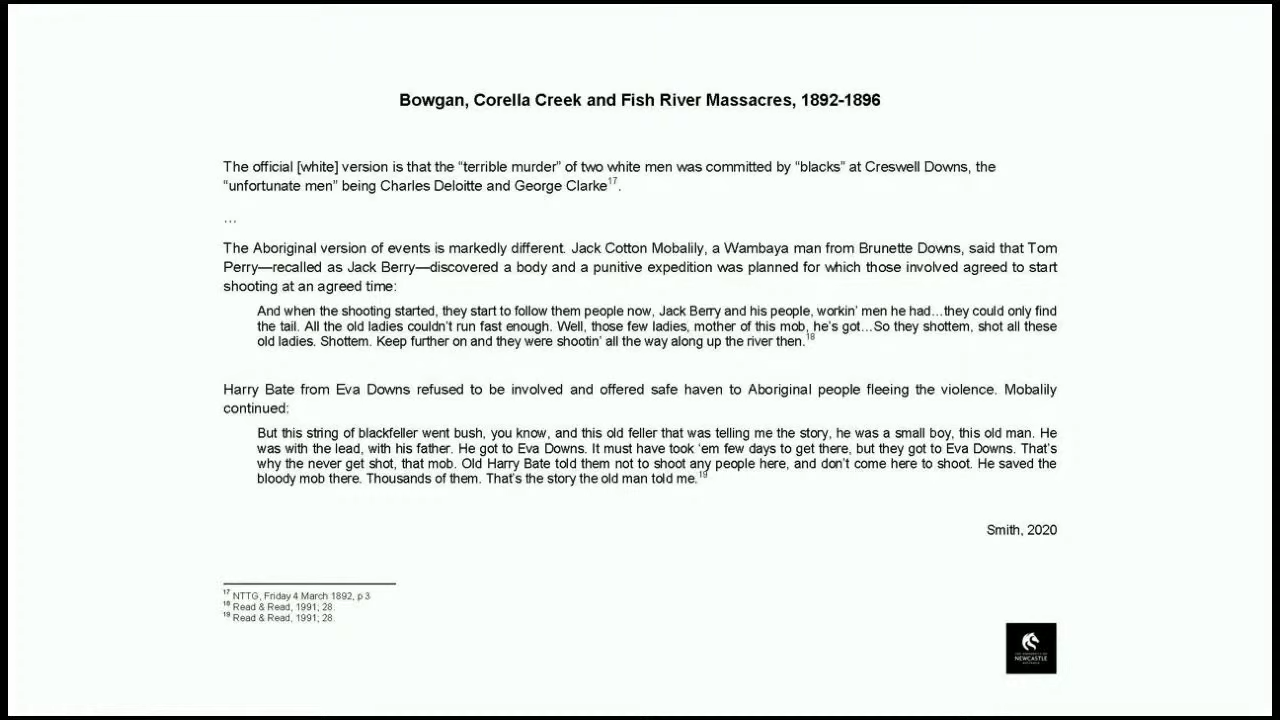 Bowgan, Corella Creek and Fish River Massacres, 1892-1896
The official [white] version is that the “terrible murder” of two white men was committed by “blacks” at Creswell Downs, the
“unfortunate men” being Charles Deloitte and George Clarke17.
…
The Aboriginal version of events is markedly different. Jack Cotton Mobalily, a Wambaya man from Brunette Downs, said that Tom
Perry—recalled as Jack Berry—discovered a body and a punitive expedition was planned for which those involved agreed to start
shooting at an agreed time:
And when the shooting started, they start to follow them people now, Jack Berry and his people, workin’ men he had…they could only find
the tail. All the old ladies couldn’t run fast enough. Well, those few ladies, mother of this mob, he’s got…So they shottem, shot all these
old ladies. Shottem. Keep further on and they were shootin’ all the way along up the river then.18
Harry Bate from Eva Downs refused to be involved and offered safe haven to Aboriginal people fleeing the violence. Mobalily
continued:
But this string of blackfeller went bush, you know, and this old feller that was telling me the story, he was a small boy, this old man. He
was with the lead, with his father. He got to Eva Downs. It must have took ‘em few days to get there, but they got to Eva Downs. That’s
why the never get shot, that mob. Old Harry Bate told them not to shoot any people here, and don’t come here to shoot. He saved the
bloody mob there. Thousands of them. That’s the story the old man told me.19
Smith, 2020
17 NTTG, Friday 4 March 1892, p 3
18 Read & Read, 1991; 28.
19 Read & Read, 1991; 28.
THE UNIVERSITY OF
NEWCASTLE
AUSTRALIA